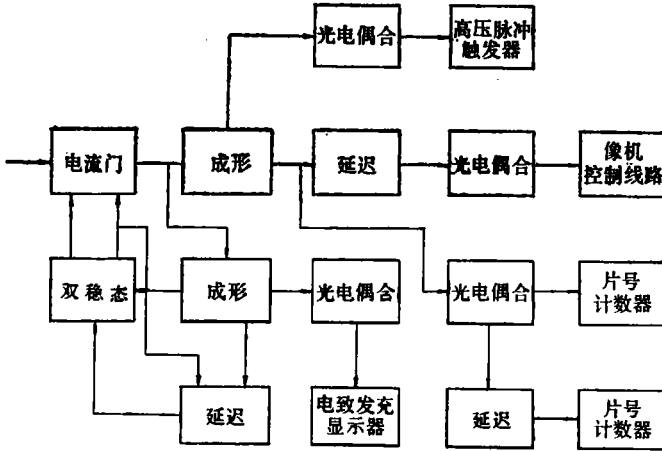 光电偶合
高压脉冲
触发器
电流门
成形
延迟
光电偶合
像机
控制线路
双稳态
成形
光电偶合
光电偶合
片号
计数器
延迟
电致发充
显示器
延迟
片号
计数器